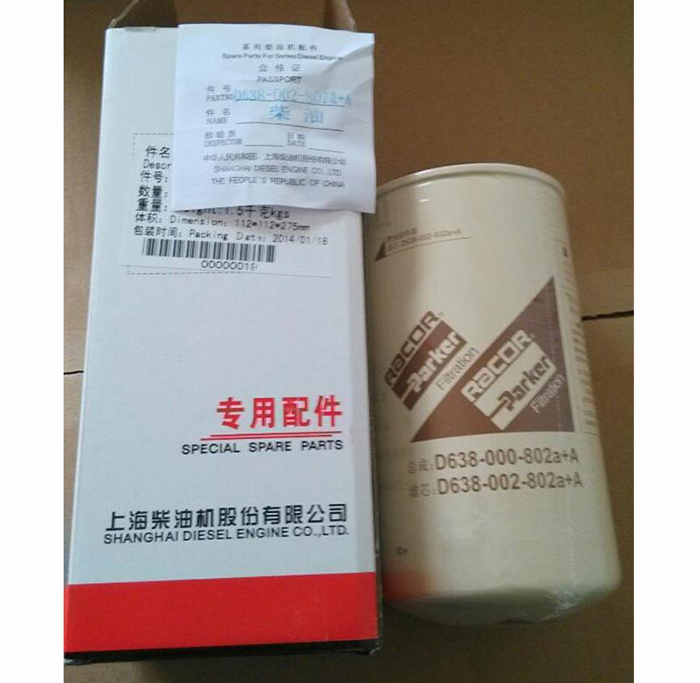 系列柴油机配件
Spare Parts For Series Diesel Engine
合格证
PASSPORT
件号
PARTNO D638-002-802a+A
件名
NAME 柴油
检验员 日期
INSPECTOR DATE
中华人民共和国，上海柴油机股份有限公司
SHANGHAI DIESEL ENGINE CO., LTD.
THE PEOPLE'S REPUBLIC OF CHINA
件名
Descr
件号:
数量:
重量: 1.5千克kgs
体积: Dimension: 112*112*275mm
包装时间: Packing Date: 2014/01/18
专用配件
SPECIAL SPARE PARTS
上海柴油机股份有限公司
SHANGHAI DIESEL ENGINE CO.,LTD.
D638-002-802a+A
RACOR®
Parker
Filtration
RACOR
Parker
Filtration
总成:D638-000-802a+A
滤芯:D638-002-802a+A